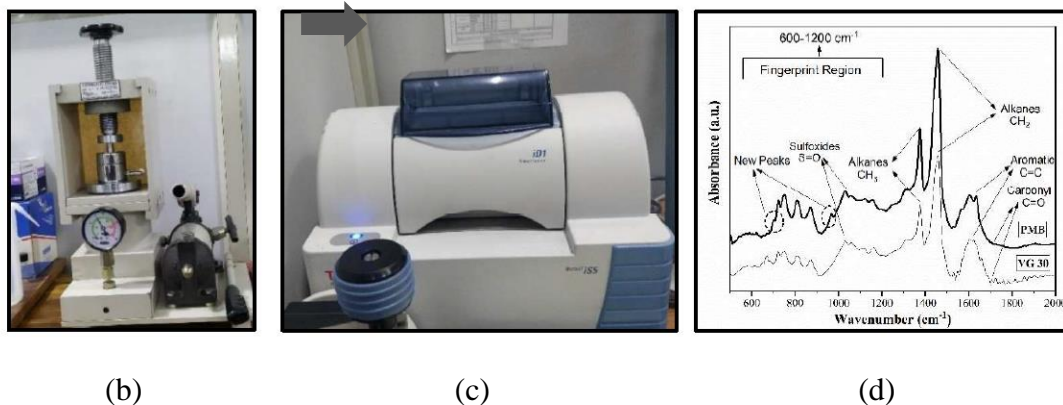 iD1
iS5
600-1200 cm⁻¹
Fingerprint Region
Alkanes
CH₂
Sulfoxides
S=O
New Peaks
Alkanes
CH₃
Aromatic
C=C
Carbonyl
C=O
PMB
VG 30
Absorbance (a.u.)
600 800 1000 1200 1400 1600 1800 2000
Wavenumber (cm⁻¹)
(b) (c) (d)